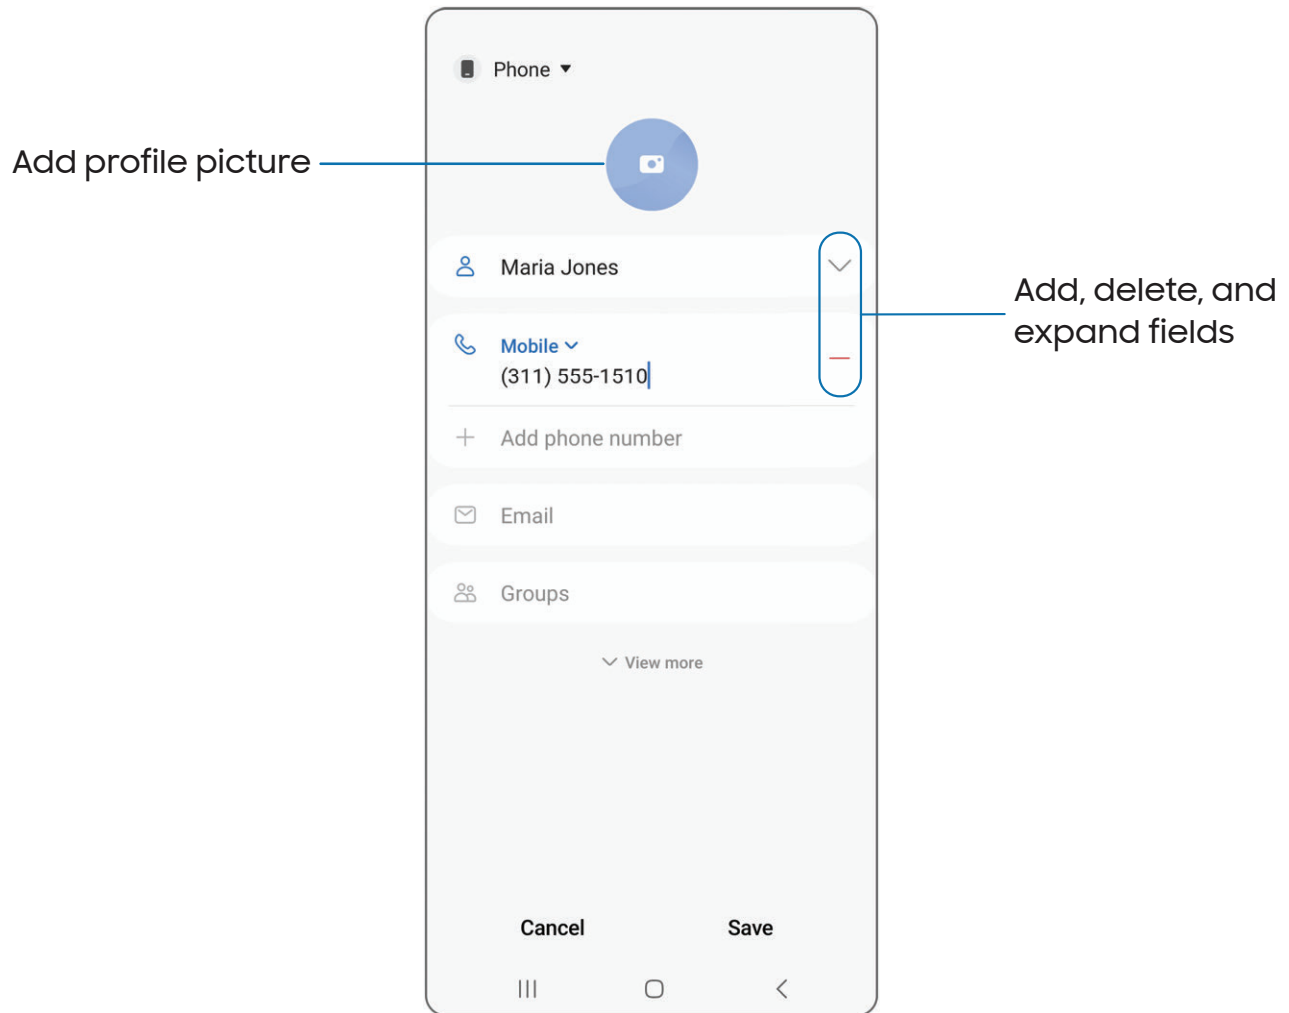 Phone
Add profile picture
Maria Jones
Add, delete, and
expand fields
Mobile
(311) 555-1510
Add phone number
Email
Groups
View more
Cancel
Save